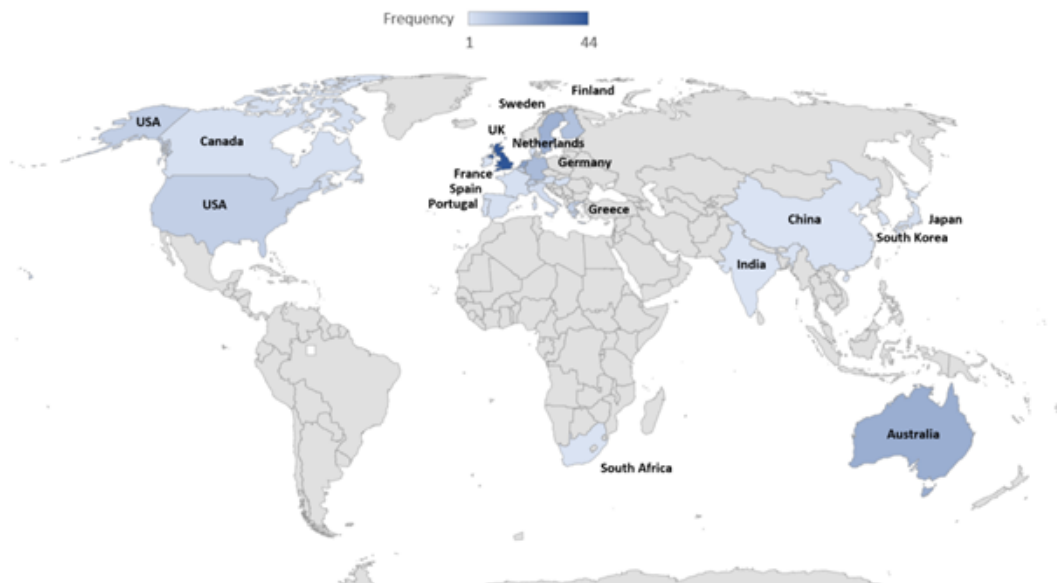 Frequency
1 44
Finland
Sweden
USA
UK
Canada
Netherlands
Germany
France
Spain
USA
Portugal
Greece
China
Japan
South Korea
India
Australia
South Africa